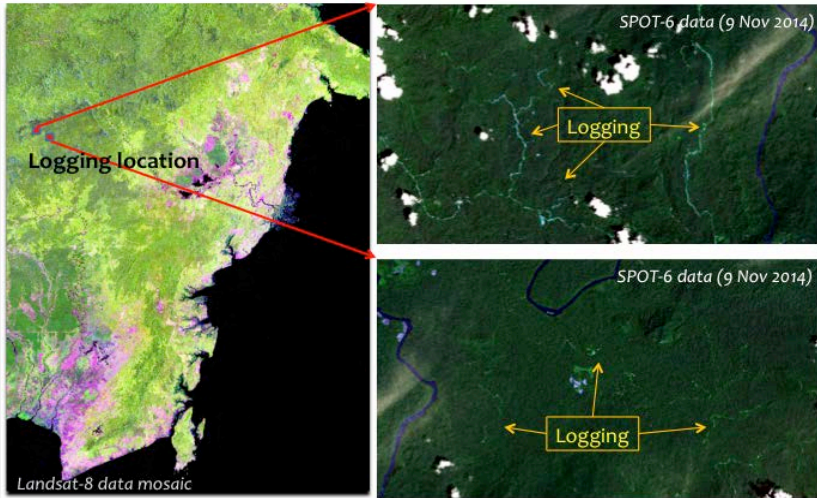 Logging location
Landsat-8 data mosaic
SPOT-6 data (9 Nov 2014)
Logging
SPOT-6 data (9 Nov 2014)
Logging